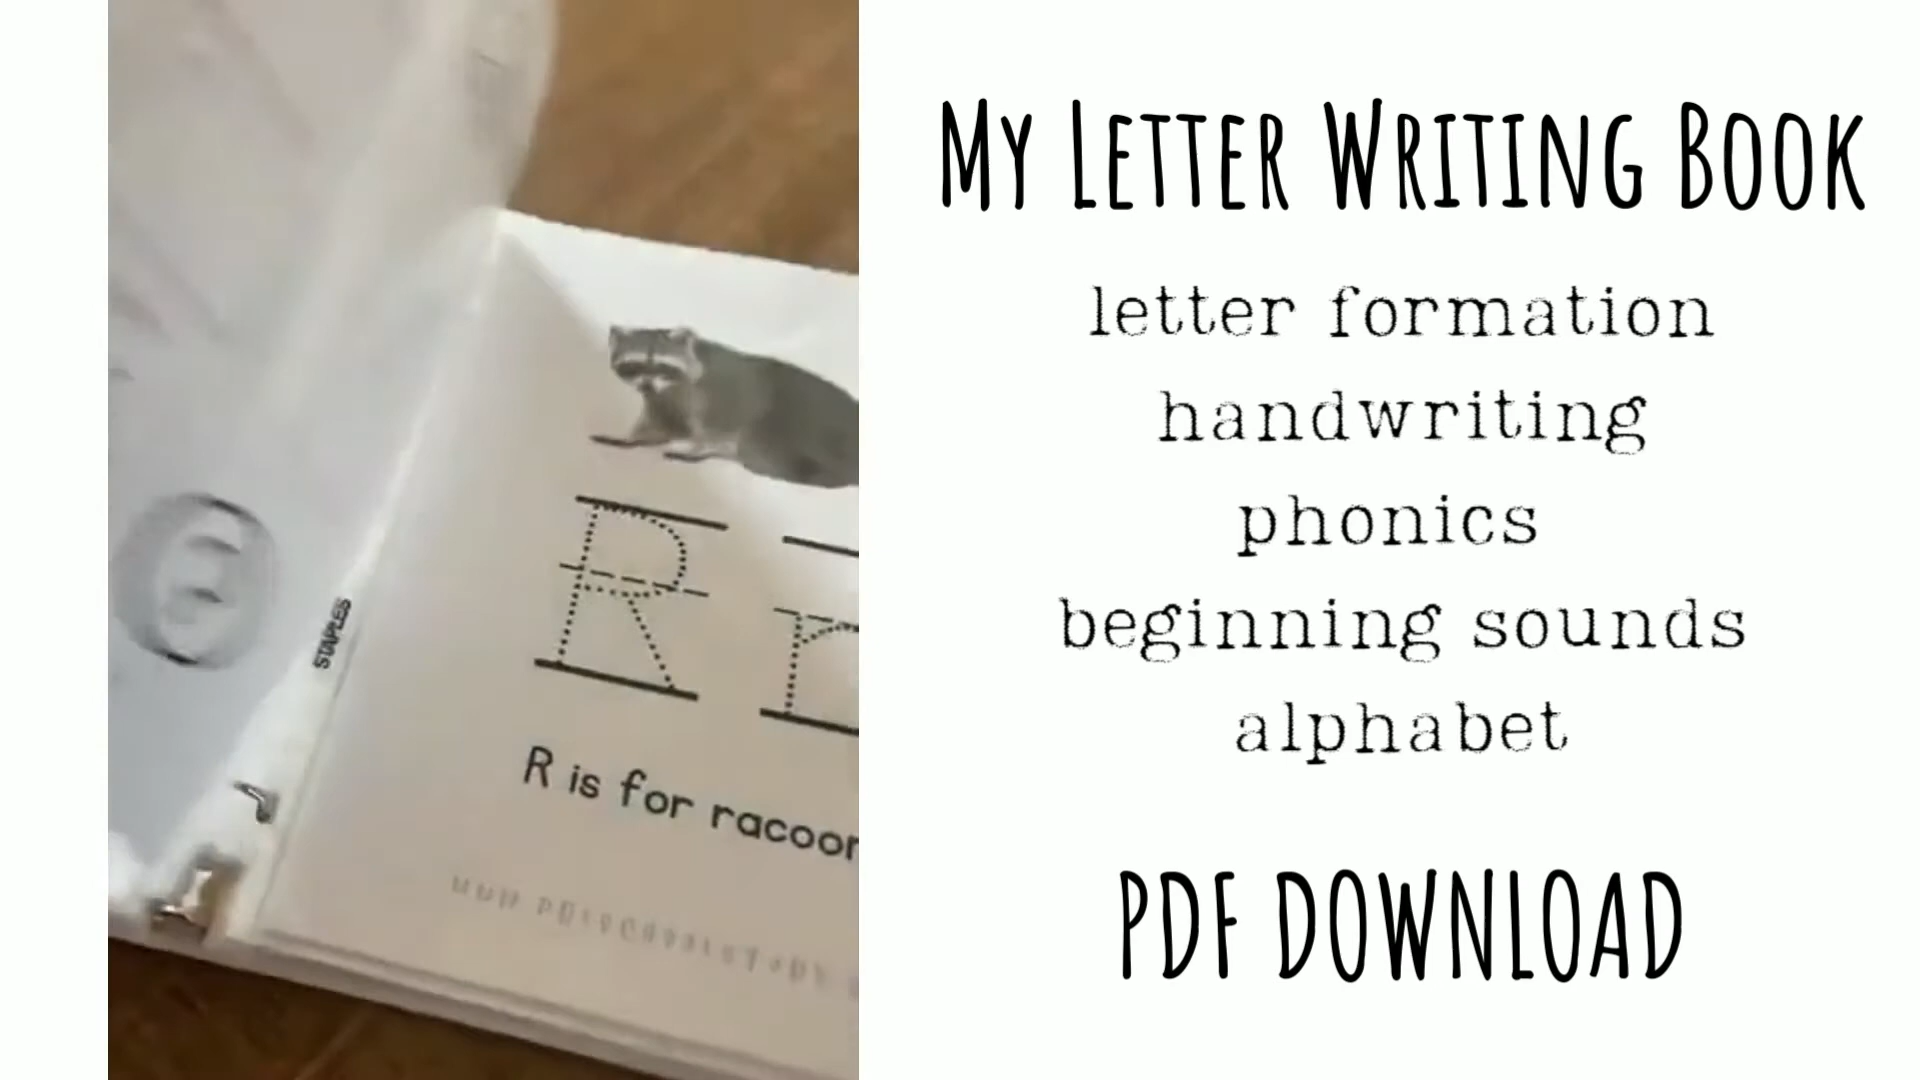 STAPLES
R r
R is for racoon
My Letter Writing Book
letter formation
handwriting
phonics
beginning sounds
alphabet
PDF DOWNLOAD